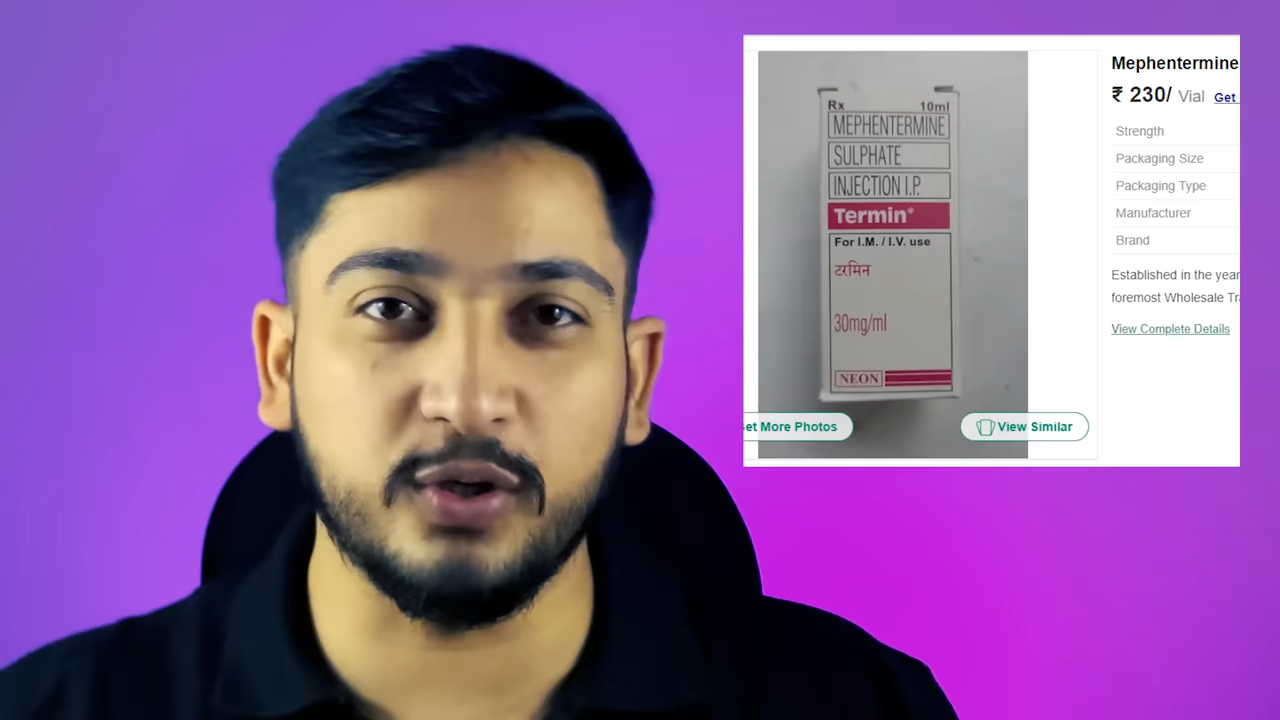 Rx 10ml
MEPHENTERMINE
SULPHATE
INJECTION I.P.
Termin*
For I.M. / I.V. use
टरमिन
30mg/ml
NEON
et More Photos
View Similar
Mephentermine
₹ 230/ Vial Get
Strength
Packaging Size
Packaging Type
Manufacturer
Brand
Established in the year
foremost Wholesale Tr
View Complete Details